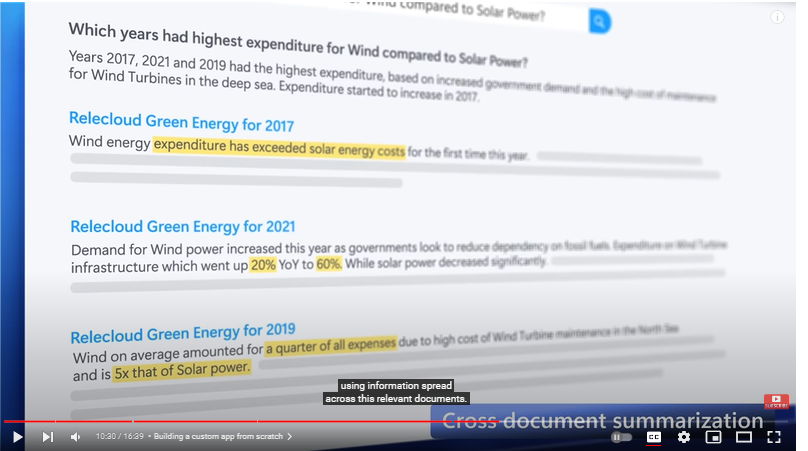 Wind compared to Solar Power?
Which years had highest expenditure for Wind compared to Solar Power?
Years 2017, 2021 and 2019 had the highest expenditure, based on increased government demand and the high cost of maintenance
for Wind Turbines in the deep sea. Expenditure started to increase in 2017.
Relecloud Green Energy for 2017
Wind energy expenditure has exceeded solar energy costs for the first time this year.
Relecloud Green Energy for 2021
Demand for Wind power increased this year as governments look to reduce dependency on fossil fuels. Expenditure on Wind Turbine
infrastructure which went up 20% YoY to 60%. While solar power decreased significantly.
Relecloud Green Energy for 2019
Wind on average amounted for a quarter of all expenses due to high cost of Wind Turbine maintenance in the North Sea
and is 5x that of Solar power.
using information spread
across this relevant documents.
Cross document summarization
10:30 / 16:39 • Building a custom app from scratch >
CC